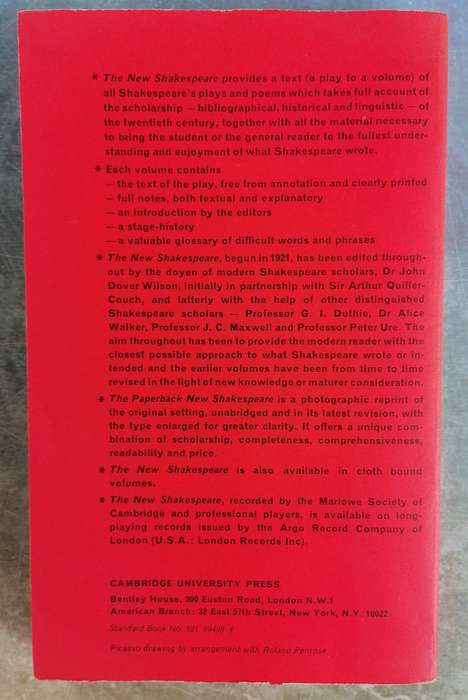 * The New Shakespeare provides a text (a play to a volume) of
all Shakespeare's plays and poems which takes full account of
the scholarship — bibliographical, historical and linguistic — of
the twentieth century, together with all the material necessary
to bring the student or the general reader to the fullest under-
standing and enjoyment of what Shakespeare wrote.
* Each volume contains
— the text of the play, free from annotation and clearly printed
— full notes, both textual and explanatory
— an introduction by the editors
— a stage-history
— a valuable glossary of difficult words and phrases
* The New Shakespeare, begun in 1921, has been edited through-
out by the doyen of modern Shakespeare scholars, Dr John
Dover Wilson, initially in partnership with Sir Arthur Quiller-
Couch, and latterly with the help of other distinguished
Shakespeare scholars — Professor G. I. Duthie, Dr Alice
Walker, Professor J. C. Maxwell and Professor Peter Ure. The
aim throughout has been to provide the modern reader with the
closest possible approach to what Shakespeare wrote or in-
tended and the earlier volumes have been from time to time
revised in the light of new knowledge or maturer consideration.
* The Paperback New Shakespeare is a photographic reprint of
the original setting, unabridged and in its latest revision, with
the type enlarged for greater clarity. It offers a unique com-
bination of scholarship, completeness, comprehensiveness,
readability and price.
* The New Shakespeare is also available in cloth bound
volumes.
* The New Shakespeare, recorded by the Marlowe Society of
Cambridge and professional players, is available on long-
playing records issued by the Argo Record Company of
London (U.S.A.: London Records Inc).
CAMBRIDGE UNIVERSITY PRESS
Bentley House, 200 Euston Road, London N.W.1
American Branch: 32 East 57th Street, New York, N.Y. 10022
Standard Book No. 521
Picasso drawing by arrangement with Roland Penrose